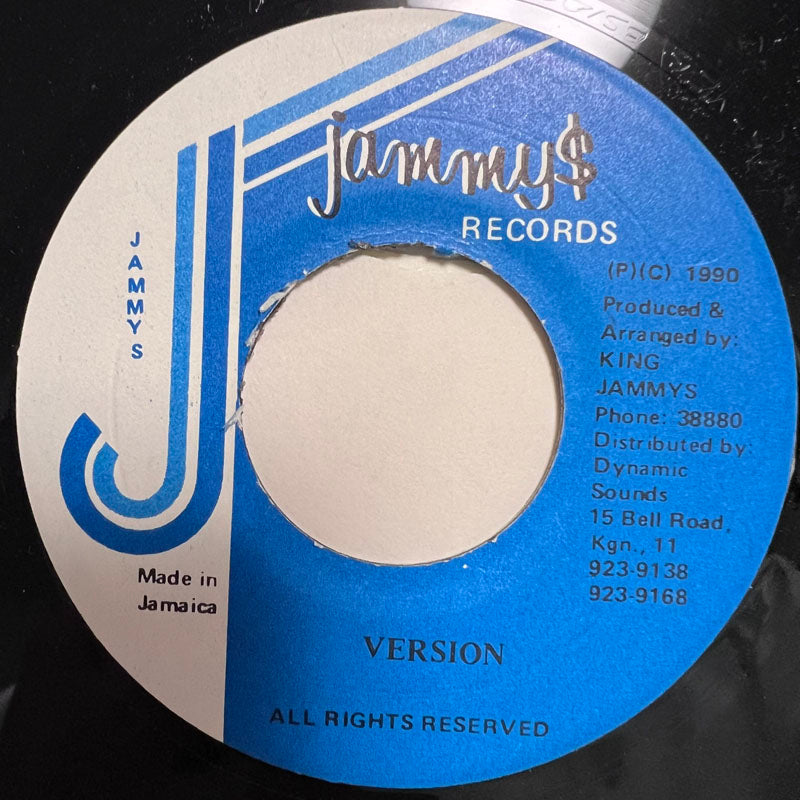 jammy$
RECORDS
JAMMYS
(P)(C) 1990
Produced &
Arranged by:
KING
JAMMYS
Phone: 38880
Distributed by:
Dynamic
Sounds
15 Bell Road,
Kgn., 11
923-9138
923-9168
Made in
Jamaica
VERSION
ALL RIGHTS RESERVED